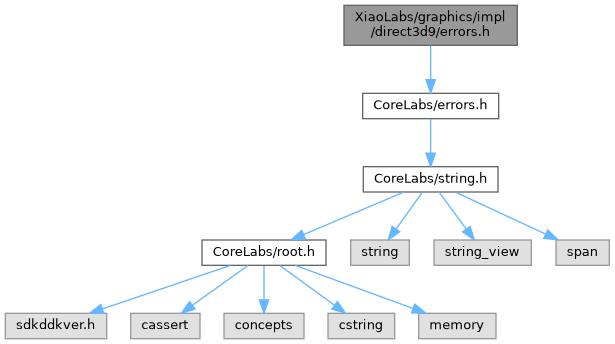 XiaoLabs/graphics/impl
/direct3d9/errors.h
CoreLabs/errors.h
CoreLabs/string.h
CoreLabs/root.h
string
string_view
span
sdkddkver.h
cassert
concepts
cstring
memory